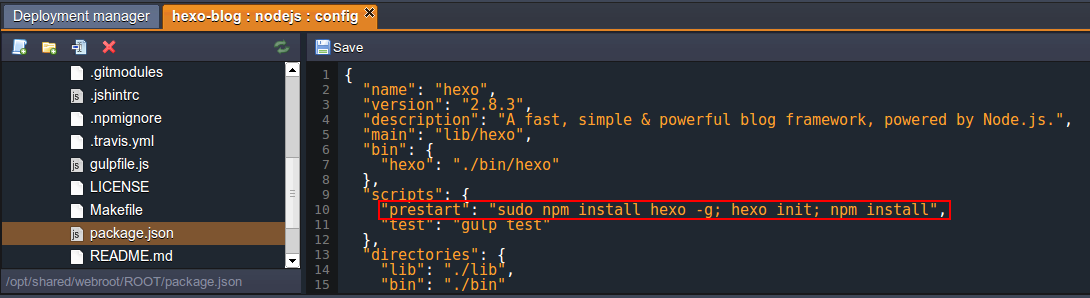 Deployment manager
hexo-blog : nodejs : config
Save
.gitmodules
.jshintrc
.npmignore
.travis.yml
gulpfile.js
LICENSE
Makefile
package.json
README.md
/opt/shared/webroot/ROOT/package.json
1 {
2 "name": "hexo",
3 "version": "2.8.3",
4 "description": "A fast, simple & powerful blog framework, powered by Node.js.",
5 "main": "lib/hexo",
6 "bin": {
7 "hexo": "./bin/hexo"
8 },
9 "scripts": {
10 "prestart": "sudo npm install hexo -g; hexo init; npm install",
11 "test": "gulp test"
12 },
13 "directories": {
14 "lib": "./lib",
15 "bin": "./bin"